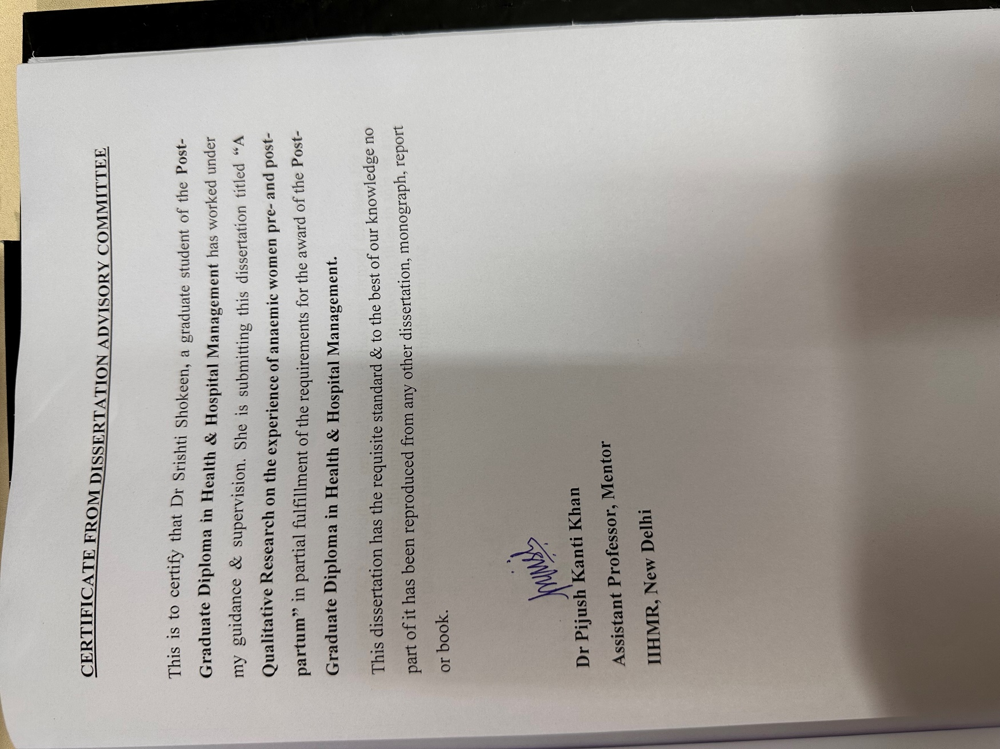 CERTIFICATE FROM DISSERTATION ADVISORY COMMITTEE
This is to certify that Dr Srishti Shokeen, a graduate student of the Post-
Graduate Diploma in Health & Hospital Management has worked under
my guidance & supervision. She is submitting this dissertation titled “A
Qualitative Research on the experience of anaemic women pre- and post-
partum” in partial fulfillment of the requirements for the award of the Post-
Graduate Diploma in Health & Hospital Management.
This dissertation has the requisite standard & to the best of our knowledge no
part of it has been reproduced from any other dissertation, monograph, report
or book.
Dr Pijush Kanti Khan
Assistant Professor, Mentor
IIHMR, New Delhi